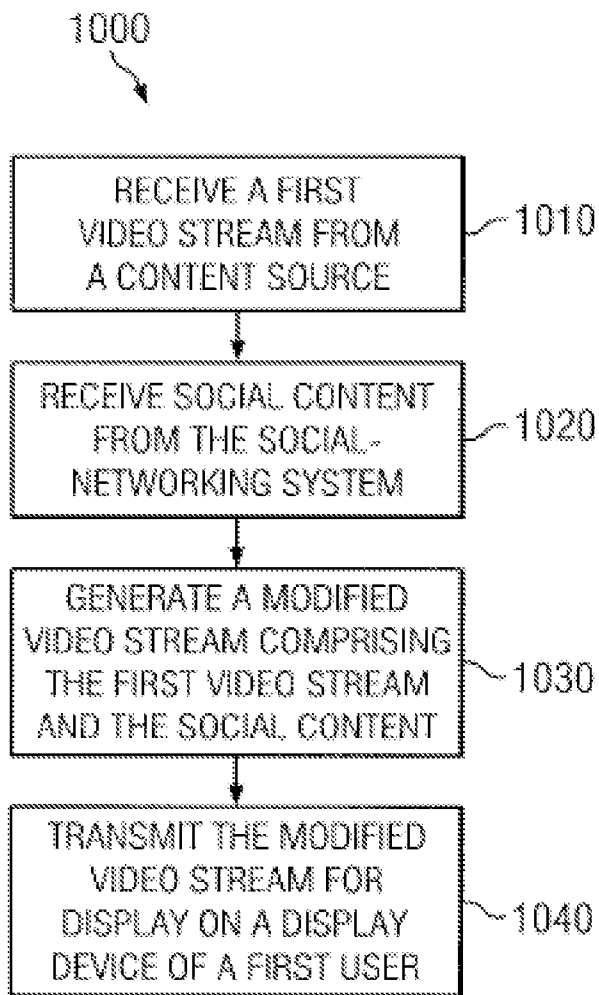 1000
RECEIVE A FIRST
VIDEO STREAM FROM
A CONTENT SOURCE
1010
RECEIVE SOCIAL CONTENT
FROM THE SOCIAL-
NETWORKING SYSTEM
1020
GENERATE A MODIFIED
VIDEO STREAM COMPRISING
THE FIRST VIDEO STREAM
AND THE SOCIAL CONTENT
1030
TRANSMIT THE MODIFIED
VIDEO STREAM FOR
DISPLAY ON A DISPLAY
DEVICE OF A FIRST USER
1040